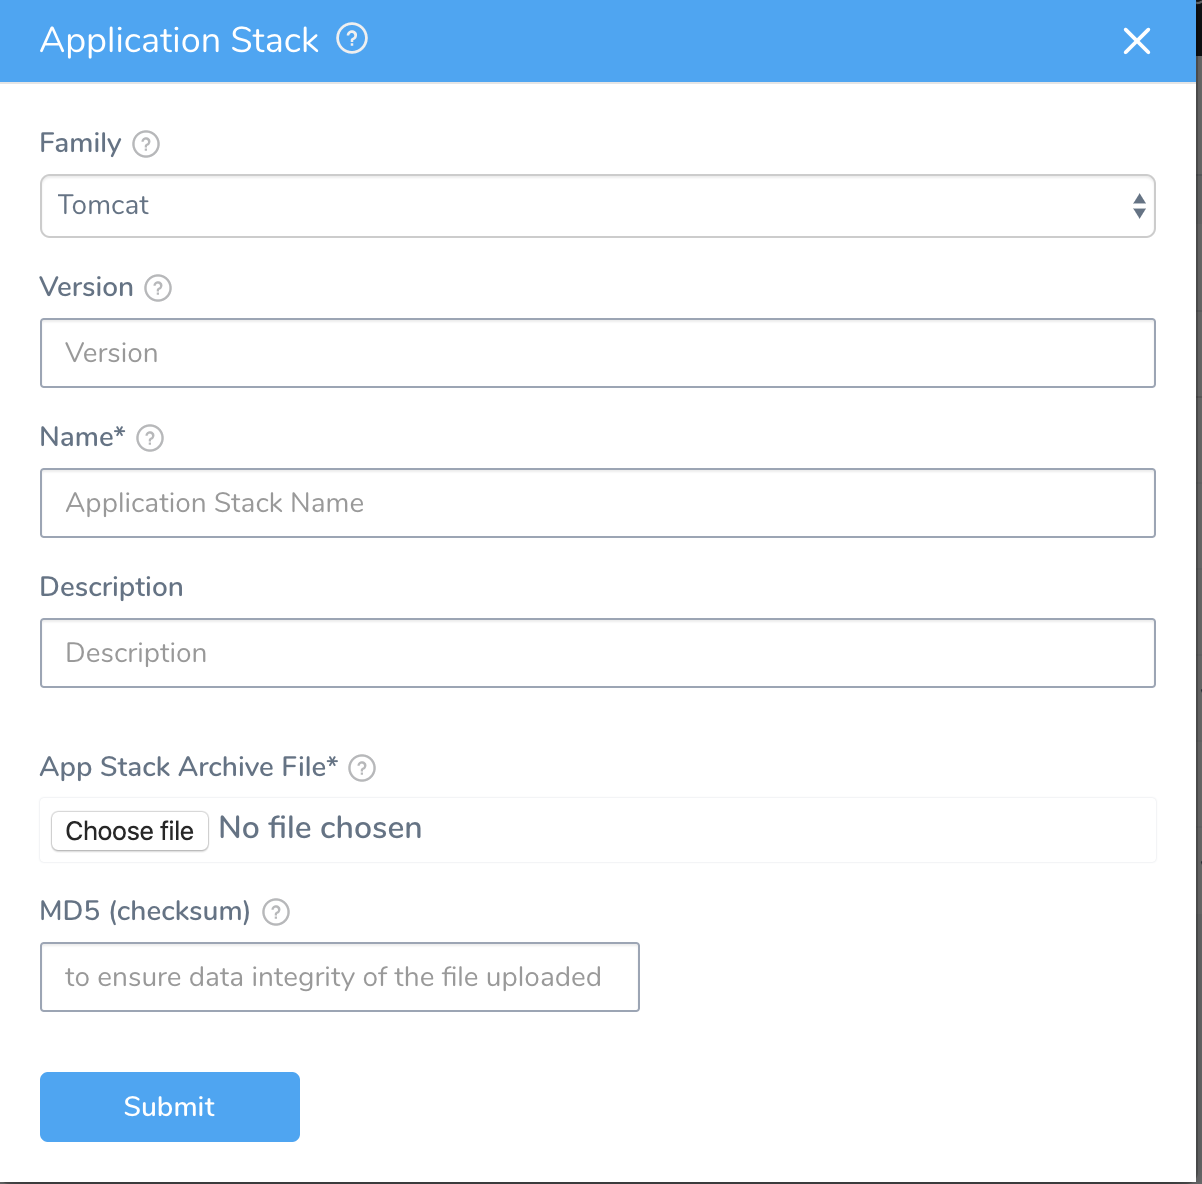 Application Stack ?
Family ?
Tomcat
Version ?
Version
Name* ?
Application Stack Name
Description
Description
App Stack Archive File* ?
Choose file No file chosen
MD5 (checksum) ?
to ensure data integrity of the file uploaded
Submit